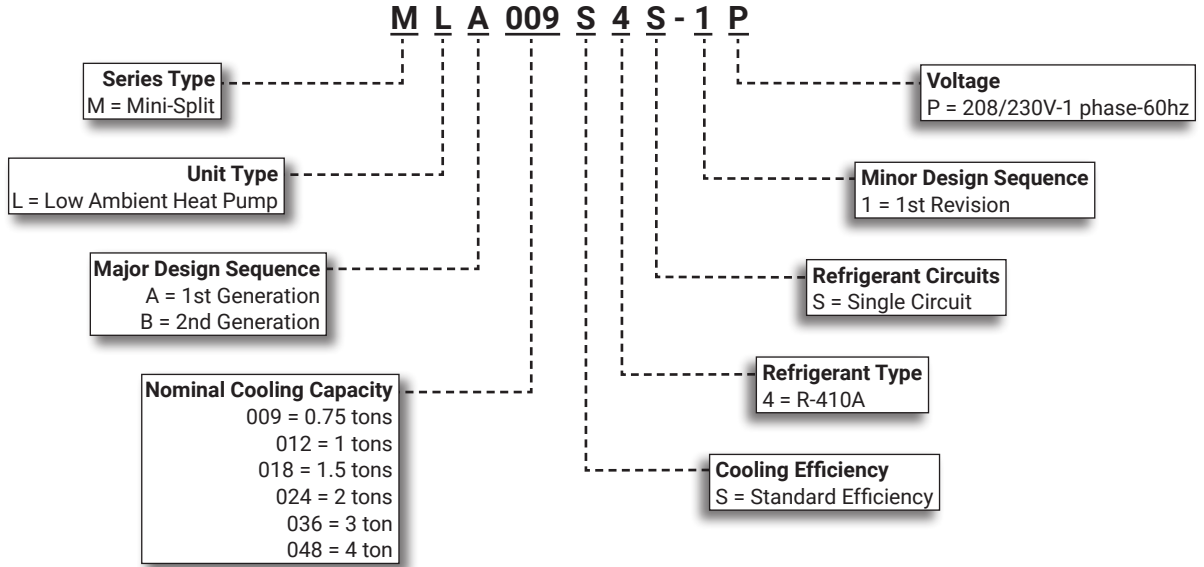 M L A 009 S 4 S - 1 P
Series Type
M = Mini-Split
Unit Type
L = Low Ambient Heat Pump
Major Design Sequence
A = 1st Generation
B = 2nd Generation
Nominal Cooling Capacity
009 = 0.75 tons
012 = 1 tons
018 = 1.5 tons
024 = 2 tons
036 = 3 ton
048 = 4 ton
Voltage
P = 208/230V-1 phase-60hz
Minor Design Sequence
1 = 1st Revision
Refrigerant Circuits
S = Single Circuit
Refrigerant Type
4 = R-410A
Cooling Efficiency
S = Standard Efficiency